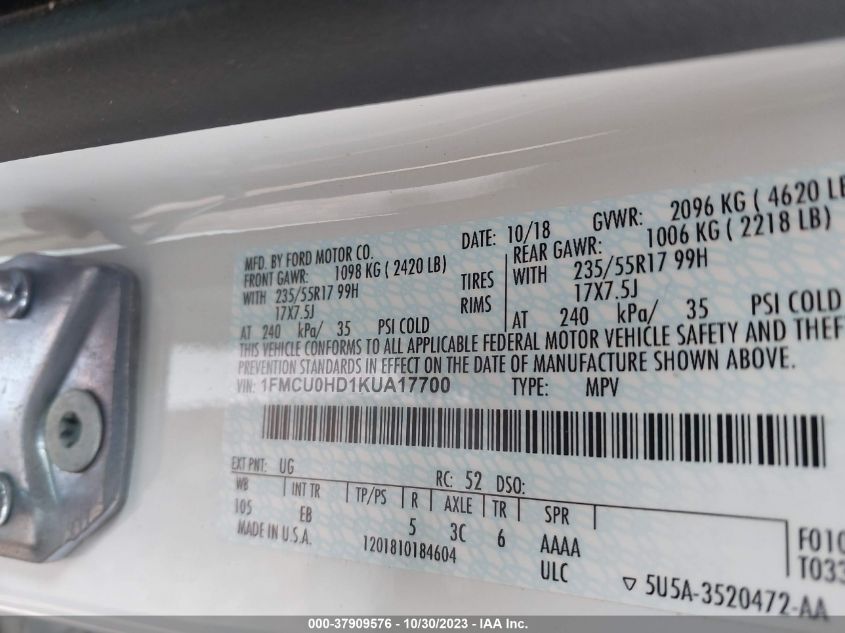 MFD. BY FORD MOTOR CO. DATE: 10/18 GVWR: 2096 KG ( 4620 LB
FRONT GAWR: 1098 KG ( 2420 LB) REAR GAWR: 1006 KG ( 2218 LB)
WITH 235/55R17 99H TIRES WITH 235/55R17 99H
17X7.5J RIMS 17X7.5J
AT 240 kPa/ 35 PSI COLD AT 240 kPa/ 35 PSI COLD
THIS VEHICLE CONFORMS TO ALL APPLICABLE FEDERAL MOTOR VEHICLE SAFETY AND THEF
PREVENTION STANDARDS IN EFFECT ON THE DATE OF MANUFACTURE SHOWN ABOVE.
VIN: 1FMCU0HD1KUA17700 TYPE: MPV
EXT PNT: UG RC: 52 DSO:
WB INT TR TP/PS R AXLE TR SPR
105 EB 5 3C 6 AAAA F010
MADE IN U.S.A. 1201810184604 ULC T033
▽ 5U5A-3520472-AA
000-37909576 - 10/30/2023 - IAA Inc.